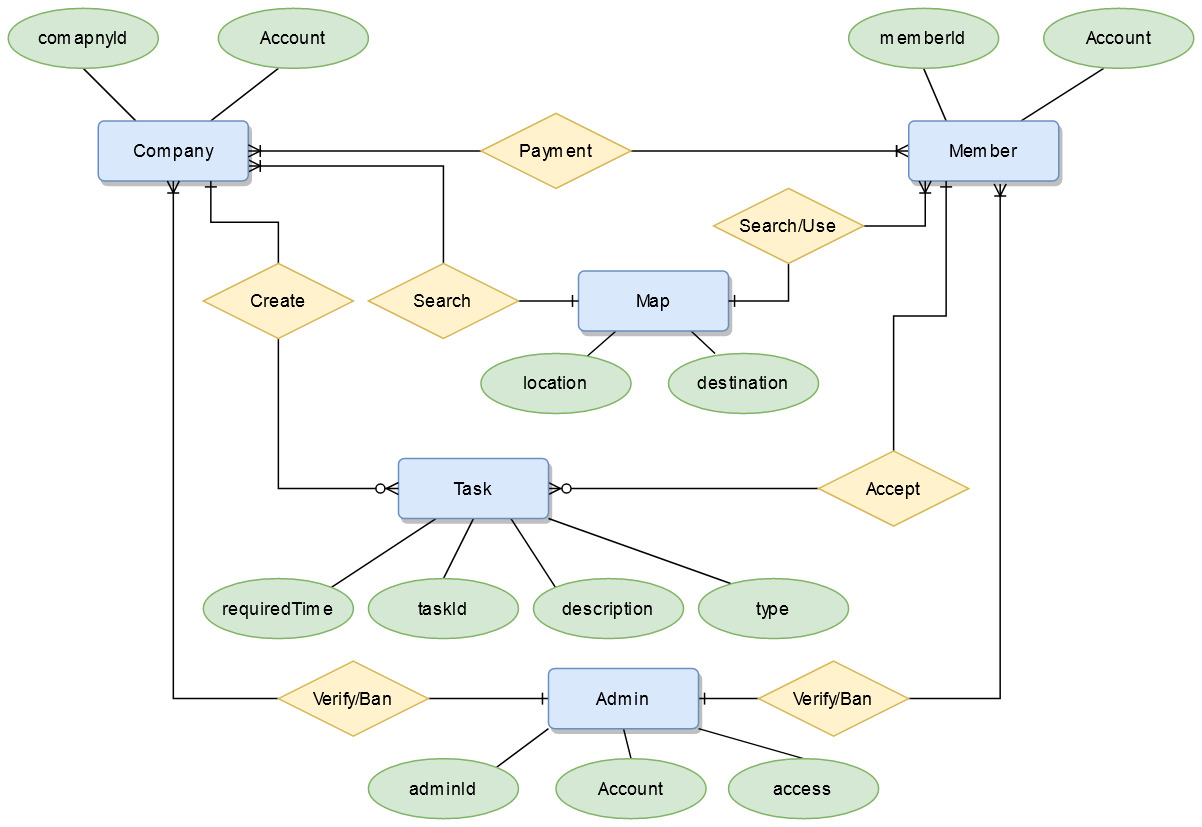 comapnyId
Account
memberId
Account
Company
Payment
Member
Search/Use
Create
Search
Map
location
destination
Task
Accept
requiredTime
taskId
description
type
Verify/Ban
Admin
Verify/Ban
adminId
Account
access